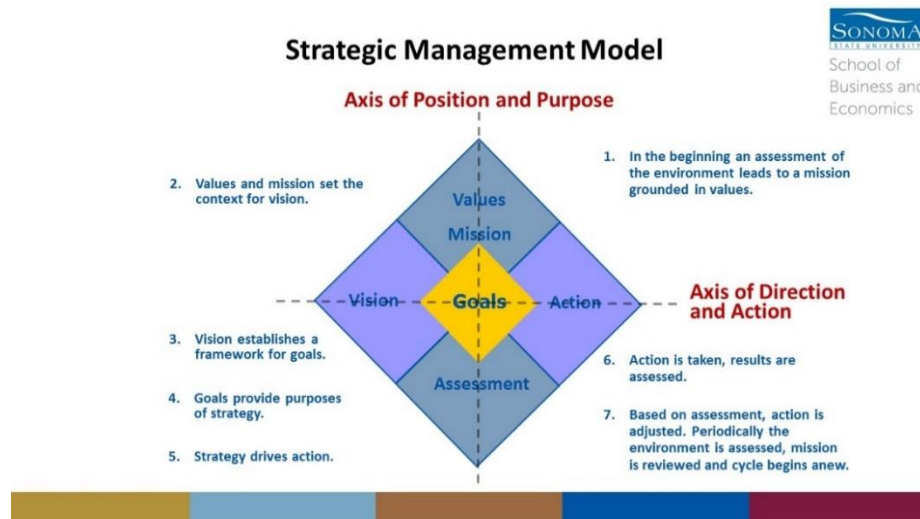 SONOMA
STATE UNIVERSITY
School of
Business and
Economics
Strategic Management Model
Axis of Position and Purpose
1. In the beginning an assessment of
the environment leads to a mission
grounded in values.
2. Values and mission set the
context for vision.
Values
Mission
Vision
Goals
Action
Axis of Direction
and Action
Assessment
3. Vision establishes a
framework for goals.
4. Goals provide purposes
of strategy.
5. Strategy drives action.
6. Action is taken, results are
assessed.
7. Based on assessment, action is
adjusted. Periodically the
environment is assessed, mission
is reviewed and cycle begins anew.